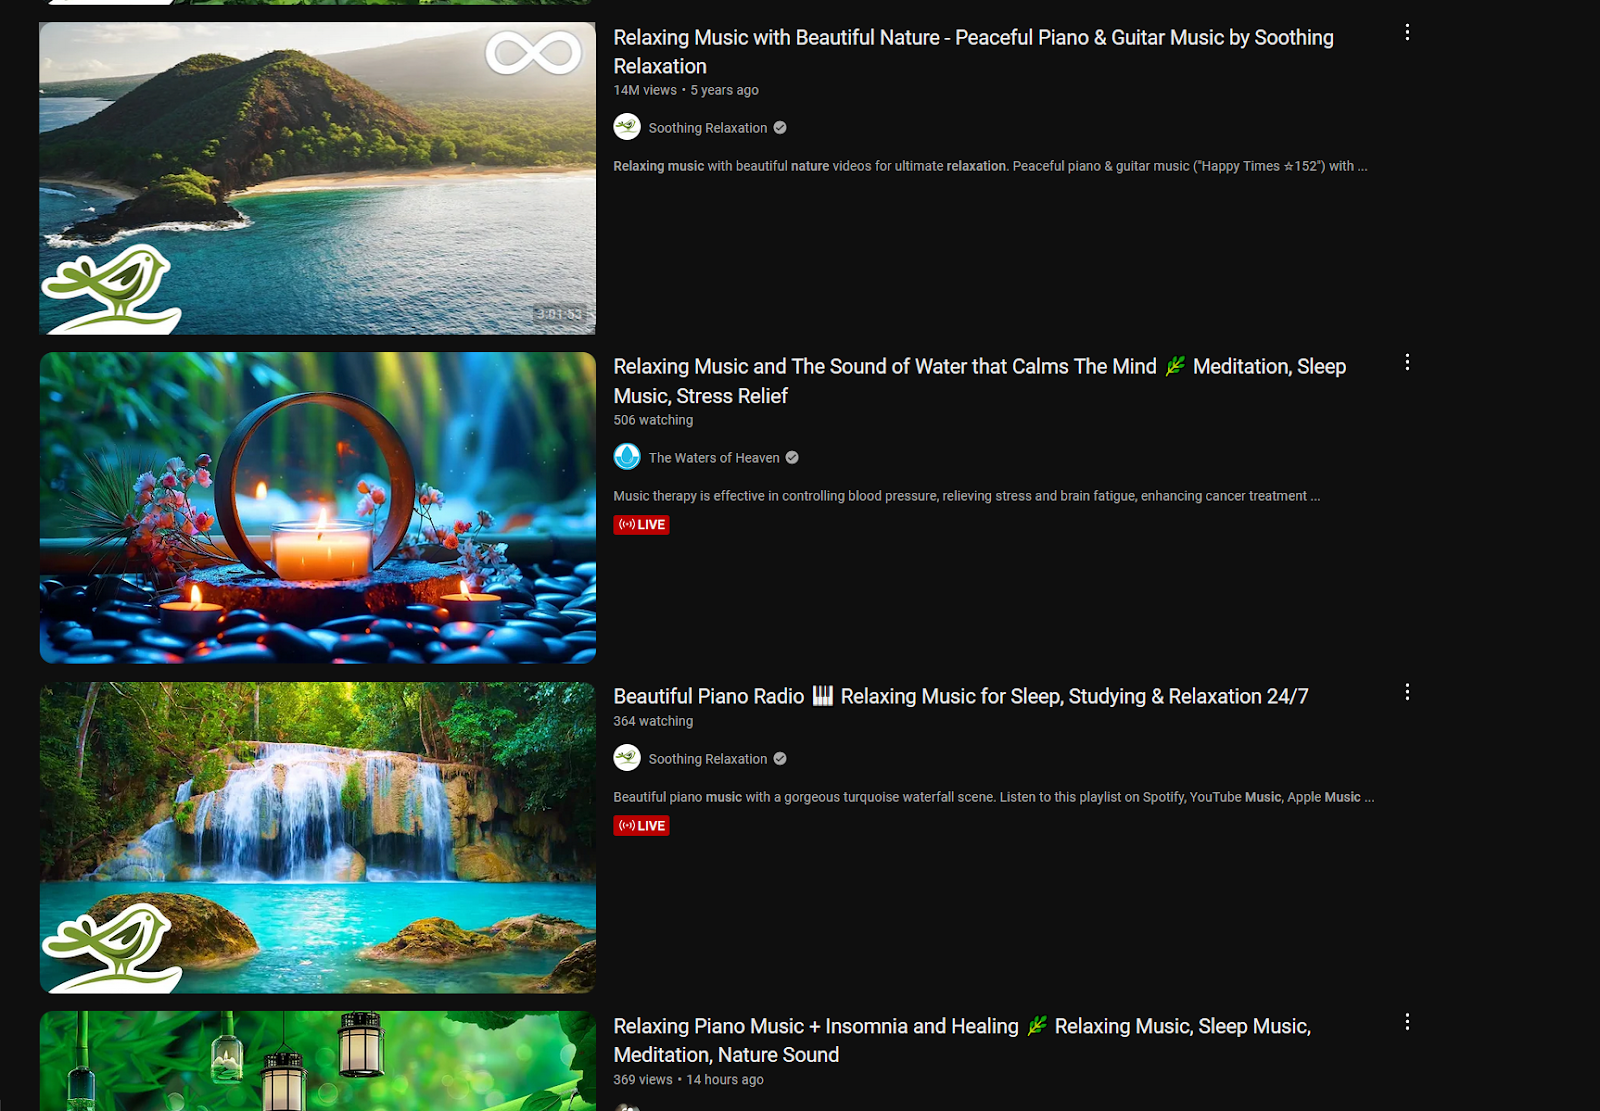 Relaxing Music with Beautiful Nature - Peaceful Piano & Guitar Music by Soothing
Relaxation
14M views • 5 years ago
Soothing Relaxation
Relaxing music with beautiful nature videos for ultimate relaxation. Peaceful piano & guitar music ("Happy Times ☆152") with ...
3:01:53
Relaxing Music and The Sound of Water that Calms The Mind 🌿 Meditation, Sleep
Music, Stress Relief
506 watching
The Waters of Heaven
Music therapy is effective in controlling blood pressure, relieving stress and brain fatigue, enhancing cancer treatment ...
LIVE
Beautiful Piano Radio 🎹 Relaxing Music for Sleep, Studying & Relaxation 24/7
364 watching
Soothing Relaxation
Beautiful piano music with a gorgeous turquoise waterfall scene. Listen to this playlist on Spotify, YouTube Music, Apple Music ...
LIVE
Relaxing Piano Music + Insomnia and Healing 🌿 Relaxing Music, Sleep Music,
Meditation, Nature Sound
369 views • 14 hours ago